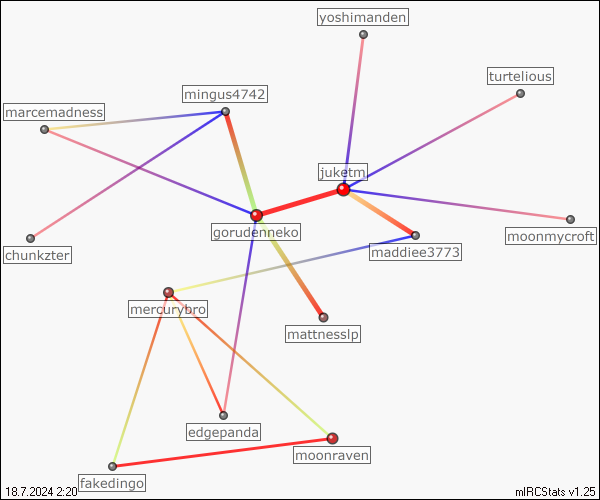 yoshimanden
turtelious
mingus4742
marcemadness
juketm
gorudenneko
moonmycroft
maddiee3773
chunkzter
mercurybro
mattnesslp
edgepanda
moonraven
fakedingo
18.7.2024 2:20
mIRCStats v1.25